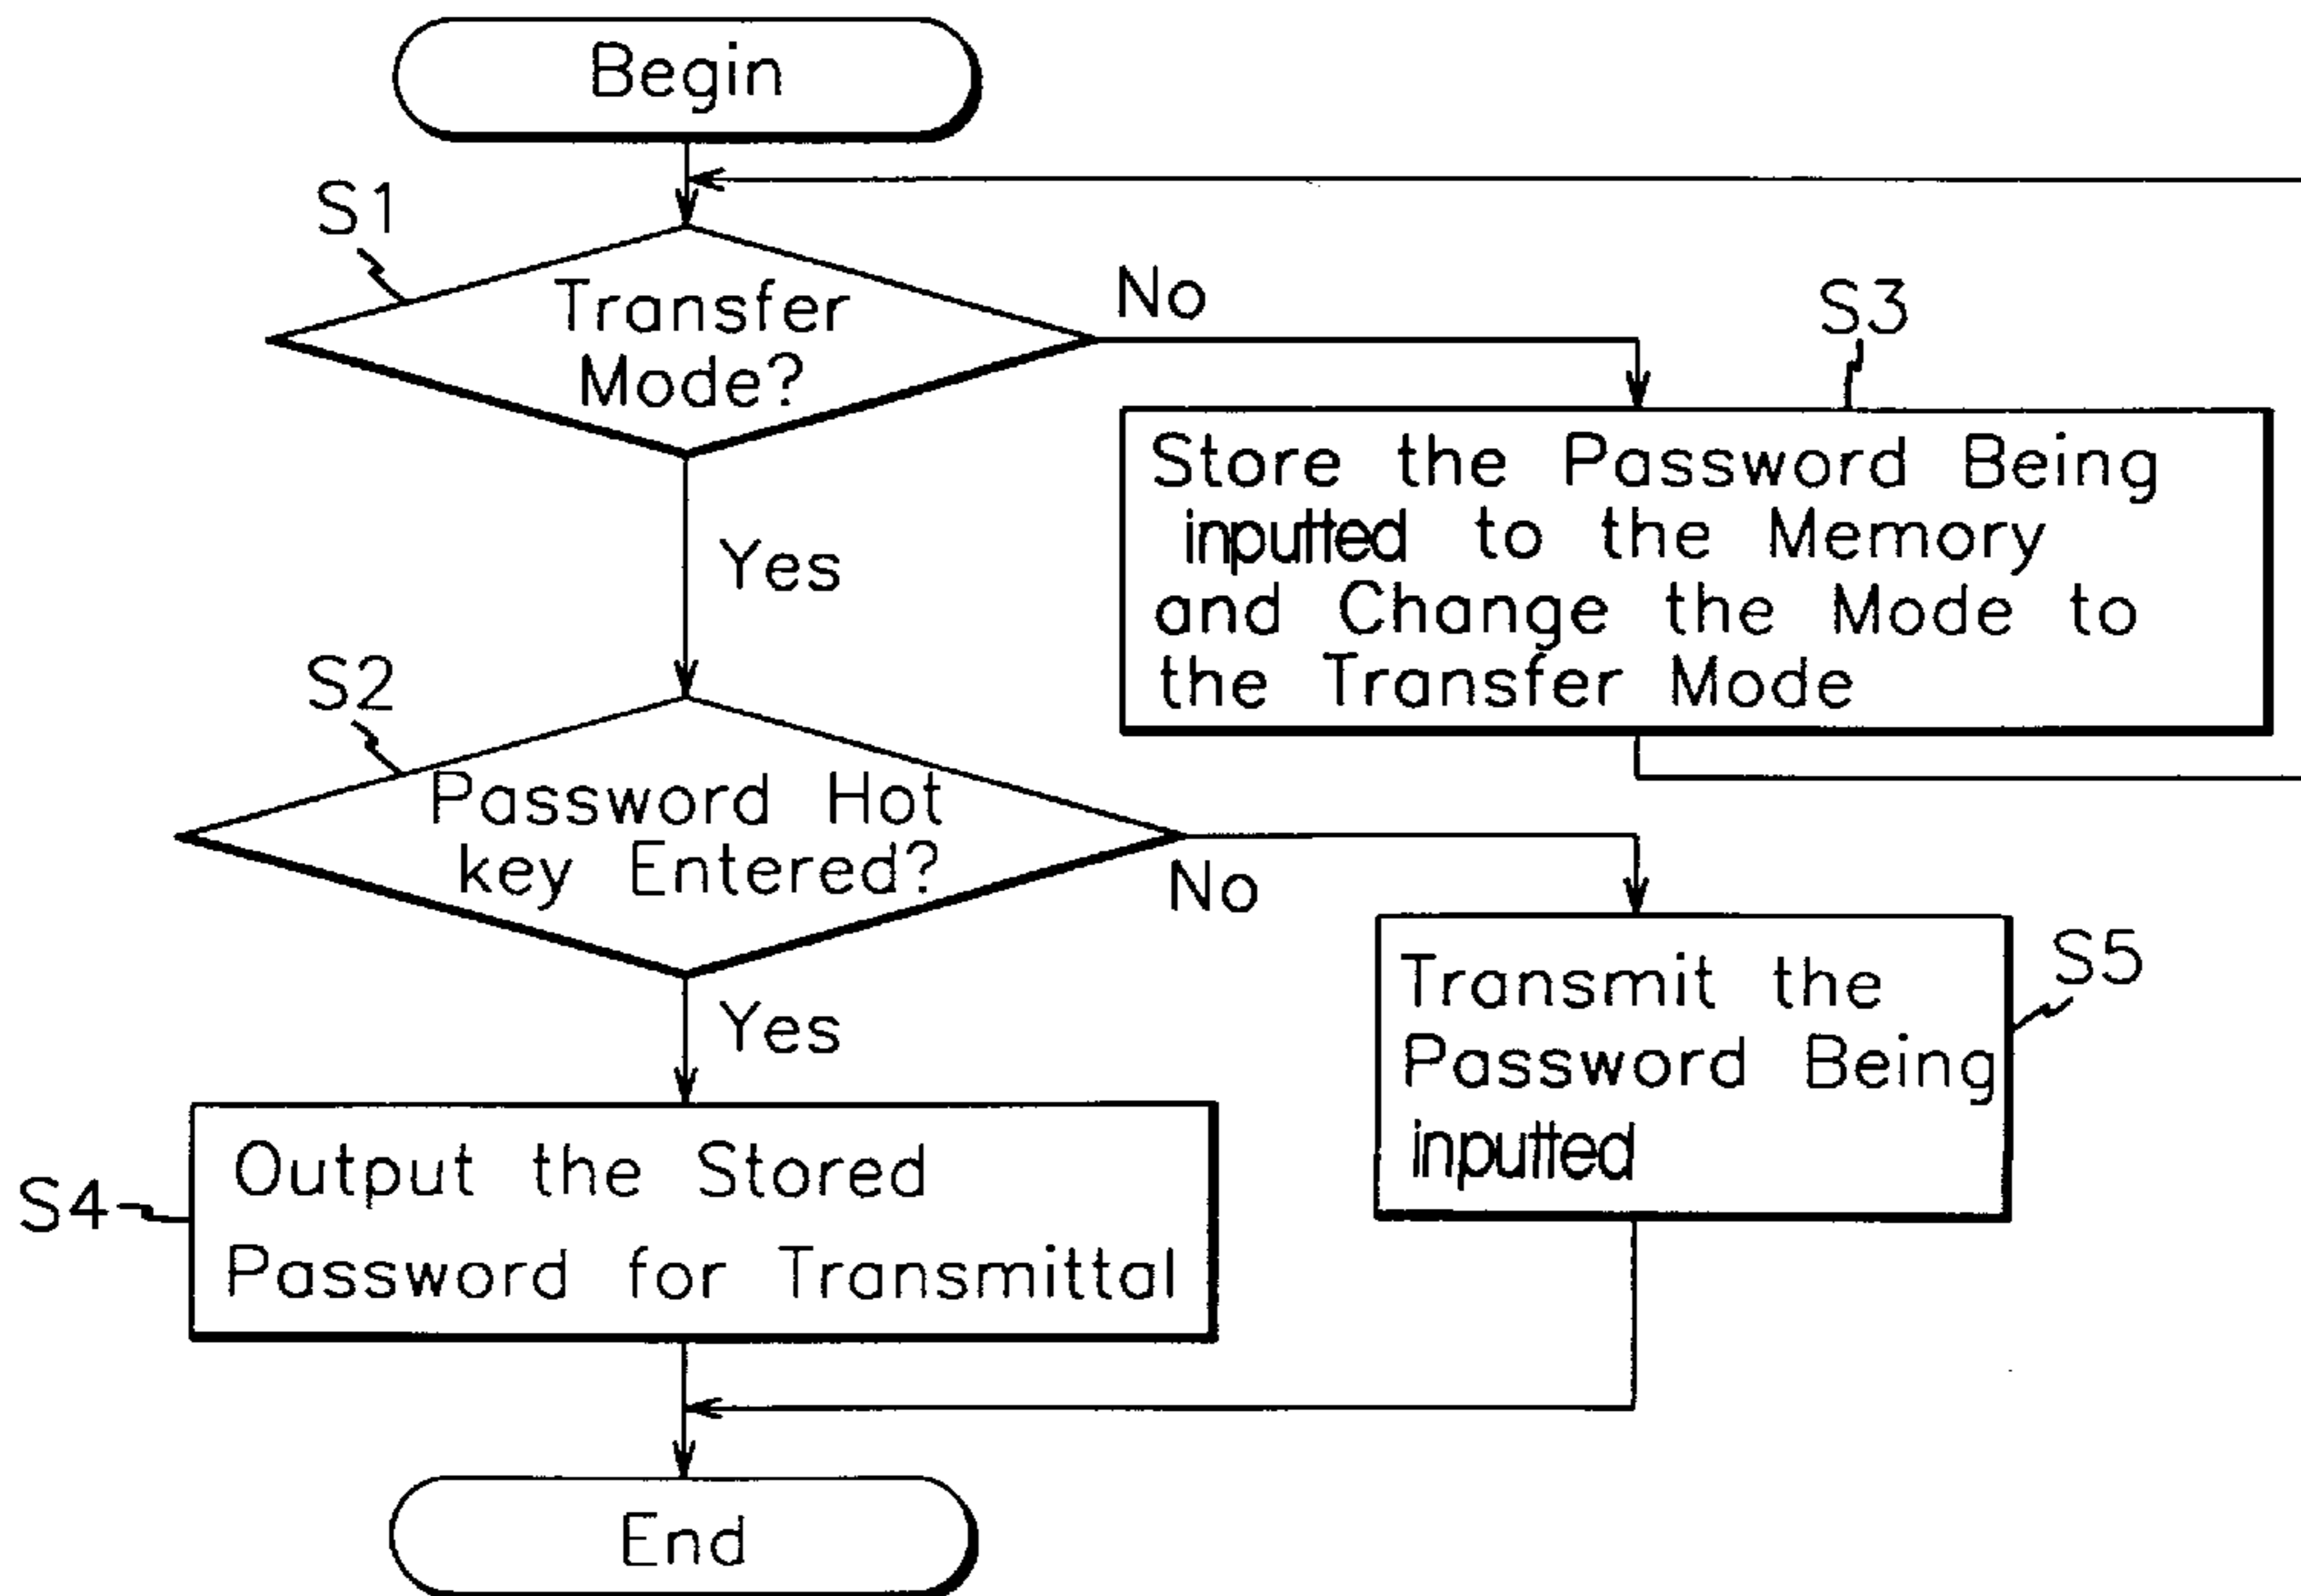 Begin
S1
Transfer
Mode?
No
S3
Store the Password Being
inputted to the Memory
and Change the Mode to
the Transfer Mode
Yes
S2
Password Hot
key Entered?
No
S5
Transmit the
Password Being
inputted
Yes
S4
Output the Stored
Password for Transmittal
End